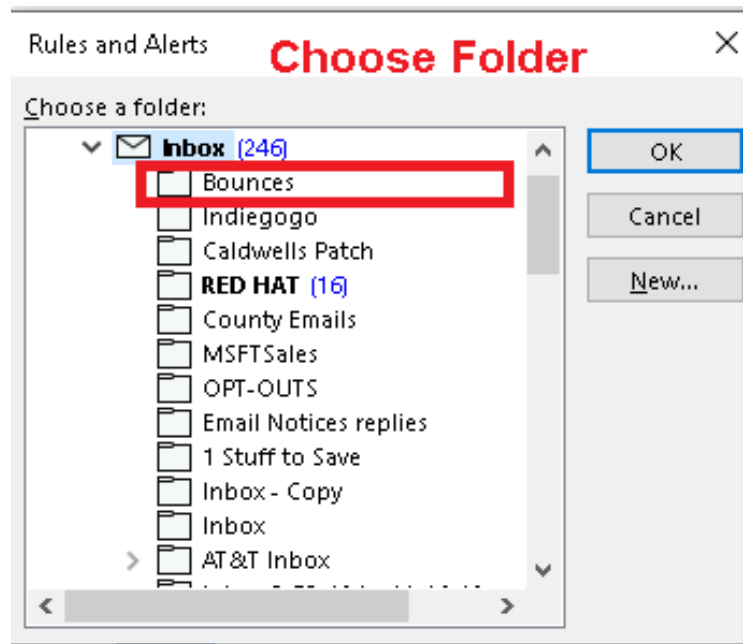 Rules and Alerts
Choose Folder
Choose a folder:
Inbox (246)
Bounces
Indiegogo
Caldwells Patch
RED HAT (16)
County Emails
MSFTSales
OPT-OUTS
Email Notices replies
1 Stuff to Save
Inbox - Copy
Inbox
AT&T Inbox
OK
Cancel
New...